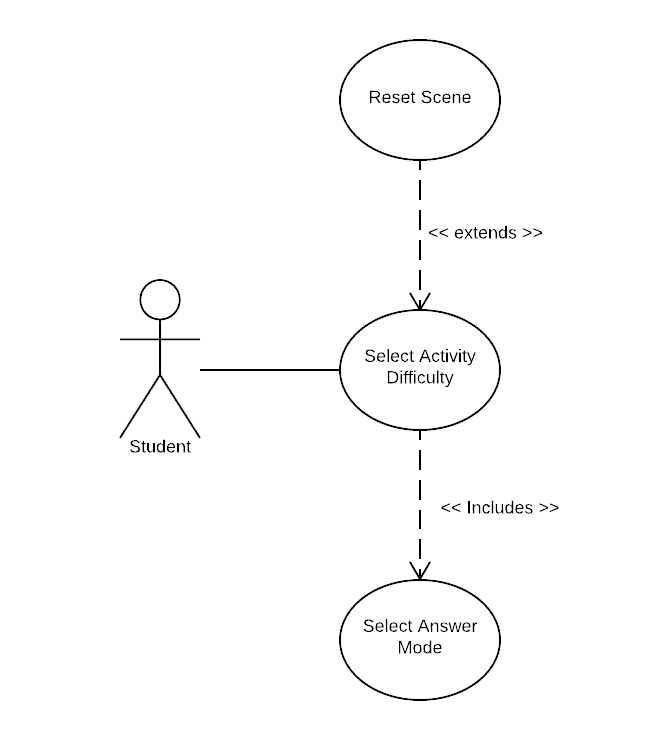 Reset Scene
<< extends >>
Select Activity
Difficulty
Student
<< Includes >>
Select Answer
Mode